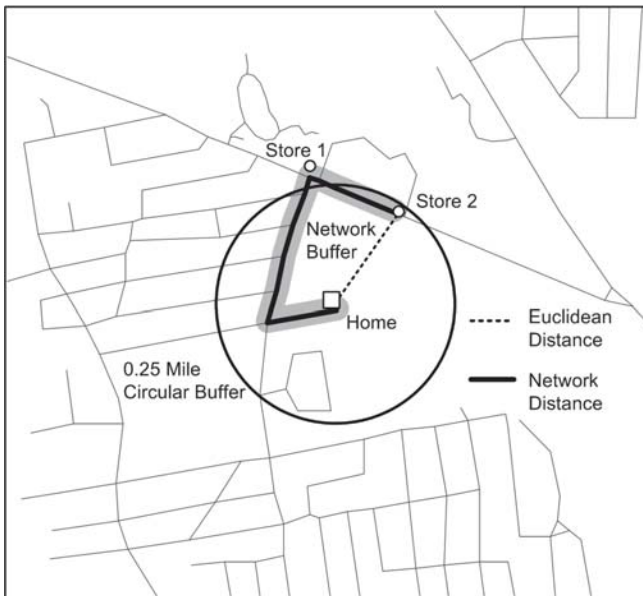 Store 1
Store 2
Network
Buffer
Home
0.25 Mile
Circular Buffer
Euclidean
Distance
Network
Distance